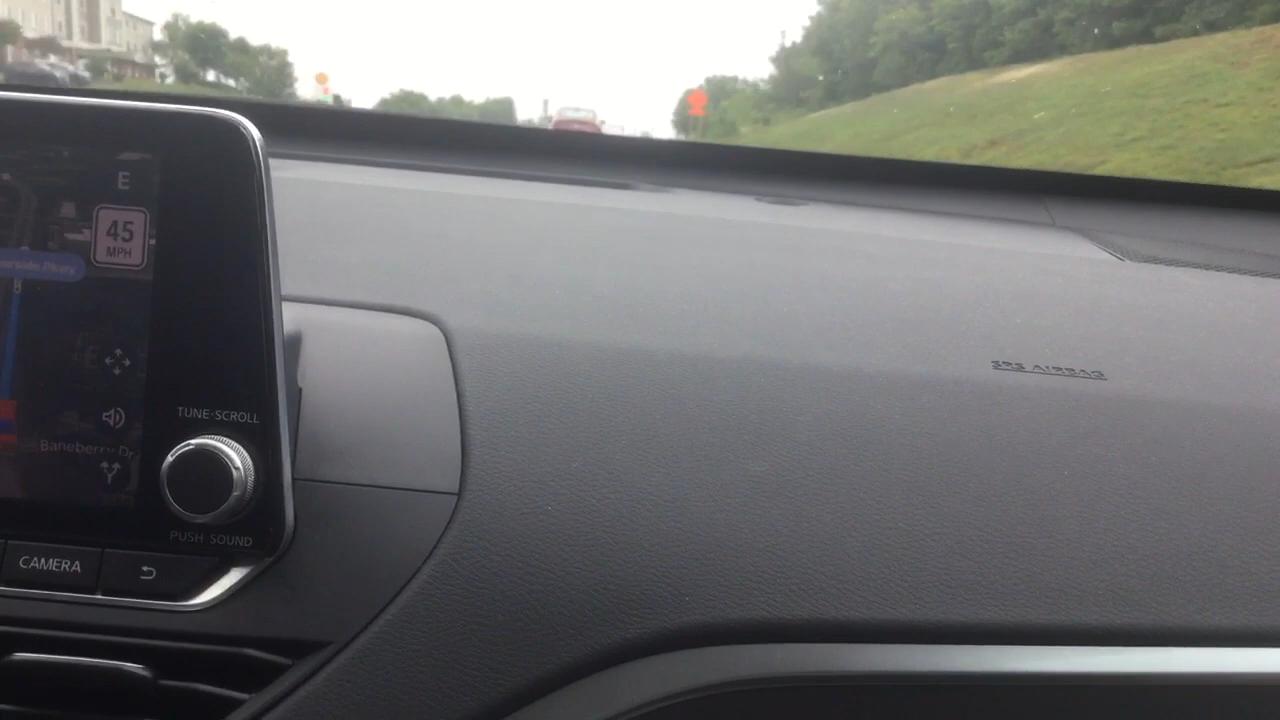 E
45
MPH
TUNE·SCROLL
Baneberry Dr
PUSH SOUND
CAMERA
SRS AIRBAG